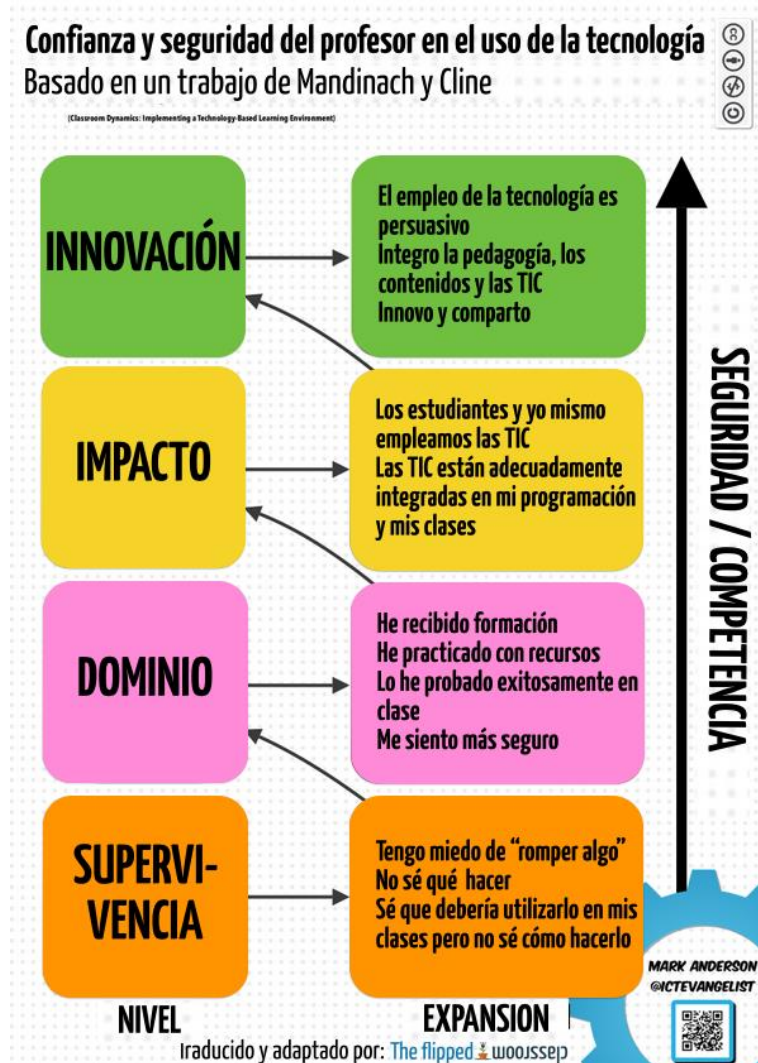 Confianza y seguridad del profesor en el uso de la tecnología
Basado en un trabajo de Mandinach y Cline
(Classroom Dynamics: Implementing a Technology-Based Learning Environment)
INNOVACIÓN
El empleo de la tecnología es
persuasivo
Integro la pedagogía, los
contenidos y las TIC
Innovo y comparto
IMPACTO
Los estudiantes y yo mismo
empleamos las TIC
Las TIC están adecuadamente
integradas en mi programación
y mis clases
DOMINIO
He recibido formación
He practicado con recursos
Lo he probado exitosamente en
clase
Me siento más seguro
SUPERVI-
VENCIA
Tengo miedo de “romper algo”
No sé qué hacer
Sé que debería utilizarlo en mis
clases pero no sé cómo hacerlo
SEGURIDAD / COMPETENCIA
NIVEL
EXPANSION
MARK ANDERSON
@ICTEVANGELIST
Traducido y adaptado por: The flipped classroom